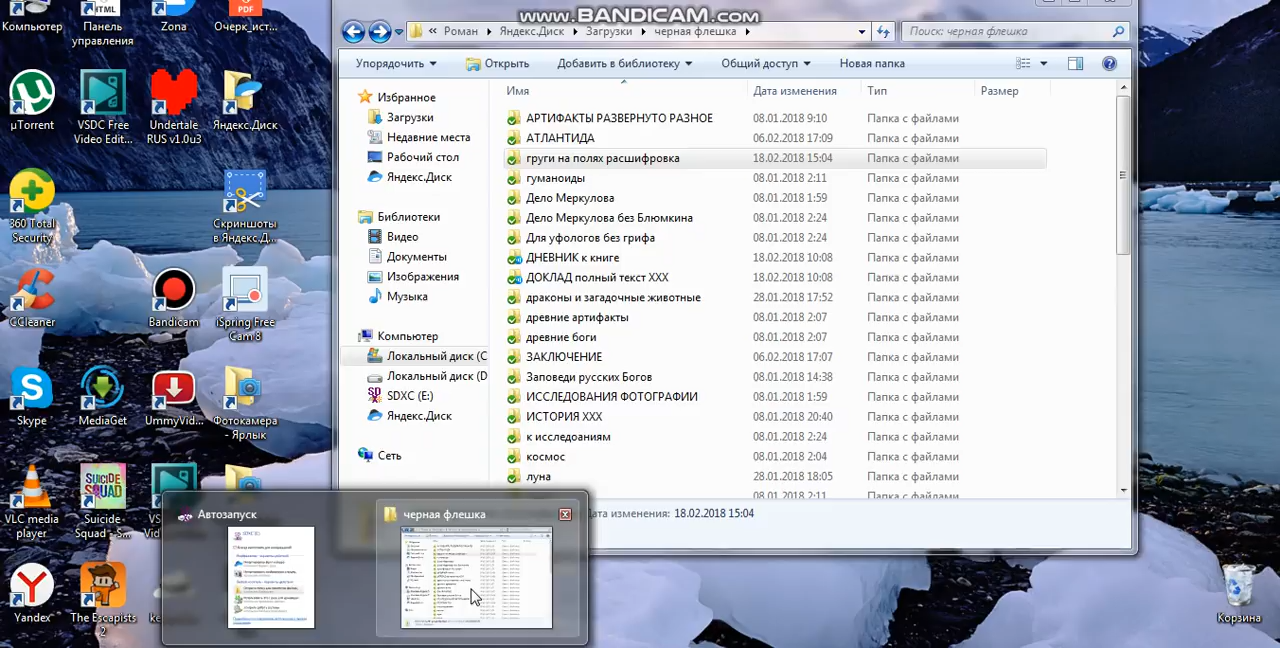 www.BANDICAM.com
Компьютер
Панель
управления
Zona
Очерк_ист...
µTorrent
VSDC Free
Video Edit...
Undertale
RUS v1.0u3
Яндекс.Диск
360 Total
Security
Скриншоты
в Яндекс.Д...
CCleaner
Bandicam
iSpring Free
Cam 8
Skype
MediaGet
UmmyVid...
Фотокамера
- Ярлык
VLC media
player
Suicide-
Squad -...
Yandex
The Escapists
2
Корзина
« Роман Яндекс.Диск Загрузки черная флешка
Поиск: черная флешка
Упорядочить Открыть Добавить в библиотеку Общий доступ Новая папка
Избранное
Загрузки
Недавние места
Рабочий стол
Яндекс.Диск
Библиотеки
Видео
Документы
Изображения
Музыка
Компьютер
Локальный диск (C
Локальный диск (D
SDXC (E:)
Яндекс.Диск
Сеть
Имя Дата изменения Тип Размер
АРТИФАКТЫ РАЗВЕРНУТО РАЗНОЕ 08.01.2018 9:10 Папка с файлами
АТЛАНТИДА 06.02.2018 17:09 Папка с файлами
груги на полях расшифровка 18.02.2018 15:04 Папка с файлами
гуманоиды 08.01.2018 2:11 Папка с файлами
Дело Меркулова 08.01.2018 1:59 Папка с файлами
Дело Меркулова без Блюмкина 08.01.2018 2:24 Папка с файлами
Для уфологов без грифа 08.01.2018 2:24 Папка с файлами
ДНЕВНИК к книге 18.02.2018 10:08 Папка с файлами
ДОКЛАД полный текст ХХХ 18.02.2018 10:08 Папка с файлами
драконы и загадочные животные 28.01.2018 17:52 Папка с файлами
древние артифакты 08.01.2018 2:07 Папка с файлами
древние боги 08.01.2018 2:07 Папка с файлами
ЗАКЛЮЧЕНИЕ 06.02.2018 17:07 Папка с файлами
Заповеди русских Богов 08.01.2018 14:38 Папка с файлами
ИССЛЕДОВАНИЯ ФОТОГРАФИИ 08.01.2018 1:59 Папка с файлами
ИСТОРИЯ ХХХ 08.01.2018 20:40 Папка с файлами
к исследоаниям 08.01.2018 2:24 Папка с файлами
космос 08.01.2018 2:04 Папка с файлами
луна 28.01.2018 18:05 Папка с файлами
08.01.2018 2:11 Папка с файлами
Дата изменения: 18.02.2018 15:04
Автозапуск
черная флешка